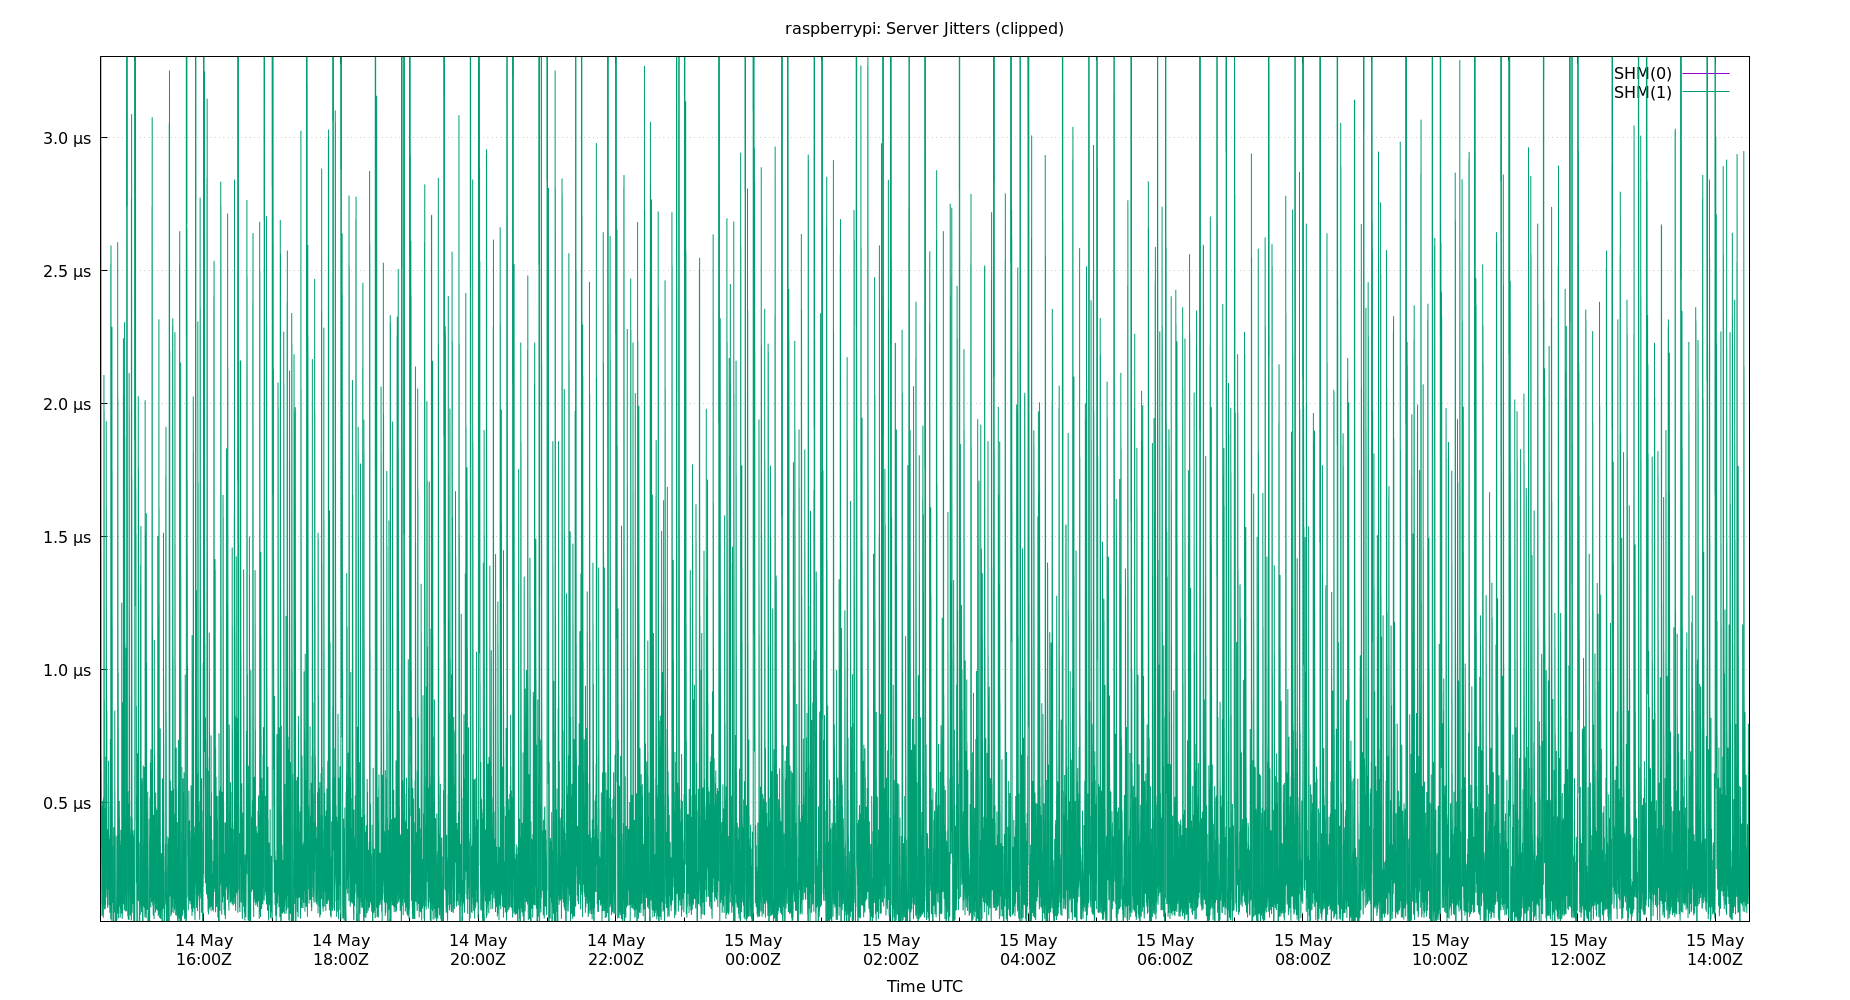 raspberrypi: Server Jitters (clipped)
SHM(0)
SHM(1)
3.0 µs
2.5 µs
2.0 µs
1.5 µs
1.0 µs
0.5 µs
14 May 14 May 14 May 14 May 15 May 15 May 15 May 15 May 15 May 15 May 15 May 15 May
16:00Z 18:00Z 20:00Z 22:00Z 00:00Z 02:00Z 04:00Z 06:00Z 08:00Z 10:00Z 12:00Z 14:00Z
Time UTC